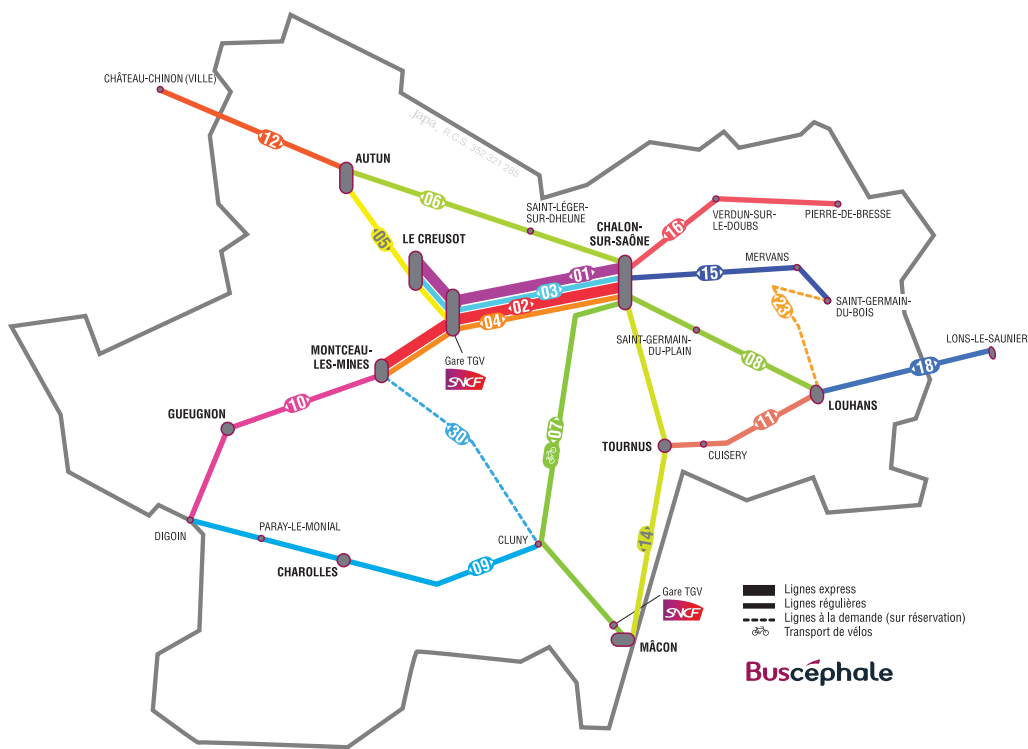 CHÂTEAU-CHINON (VILLE)
japa. R.C.S. 352 321 285
12
AUTUN
06
SAINT-LÉGER-
SUR-DHEUNE
05
LE CREUSOT
CHALON-
SUR-SAÔNE
16
VERDUN-SUR-
LE-DOUBS
PIERRE-DE-BRESSE
01
03
02
04
15
MERVANS
SAINT-GERMAIN-
DU-BOIS
23
MONTCEAU-
LES-MINES
Gare TGV
SNCF
SAINT-GERMAIN-
DU-PLAIN
08
LONS-LE-SAUNIER
18
LOUHANS
10
GUEUGNON
30
07
TOURNUS
11
CUISERY
DIGOIN
PARAY-LE-MONIAL
CHAROLLES
09
CLUNY
14
Gare TGV
SNCF
MÂCON
Lignes express
Lignes régulières
Lignes à la demande (sur réservation)
Transport de vélos
Buscéphale